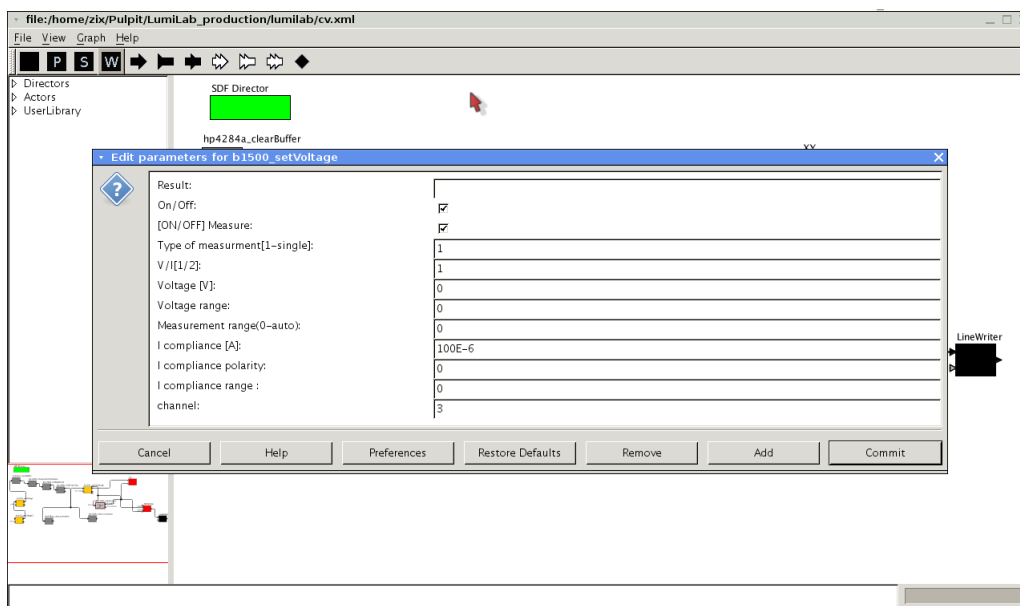 file:/home/zix/Pulpit/LumiLab_production/lumilab/cv.xml
File View Graph Help
P S W
Directors
Actors
UserLibrary
SDF Director
hp4284a_clearBuffer
XX
Edit parameters for b1500_setVoltage
Result:
On/Off:
[ON/OFF] Measure:
Type of measurment[1-single]: 1
V/I[1/2]: 1
Voltage [V]: 0
Voltage range: 0
Measurement range(0-auto): 0
I compliance [A]: 100E-6
I compliance polarity: 0
I compliance range : 0
channel: 3
LineWriter
Cancel Help Preferences Restore Defaults Remove Add Commit